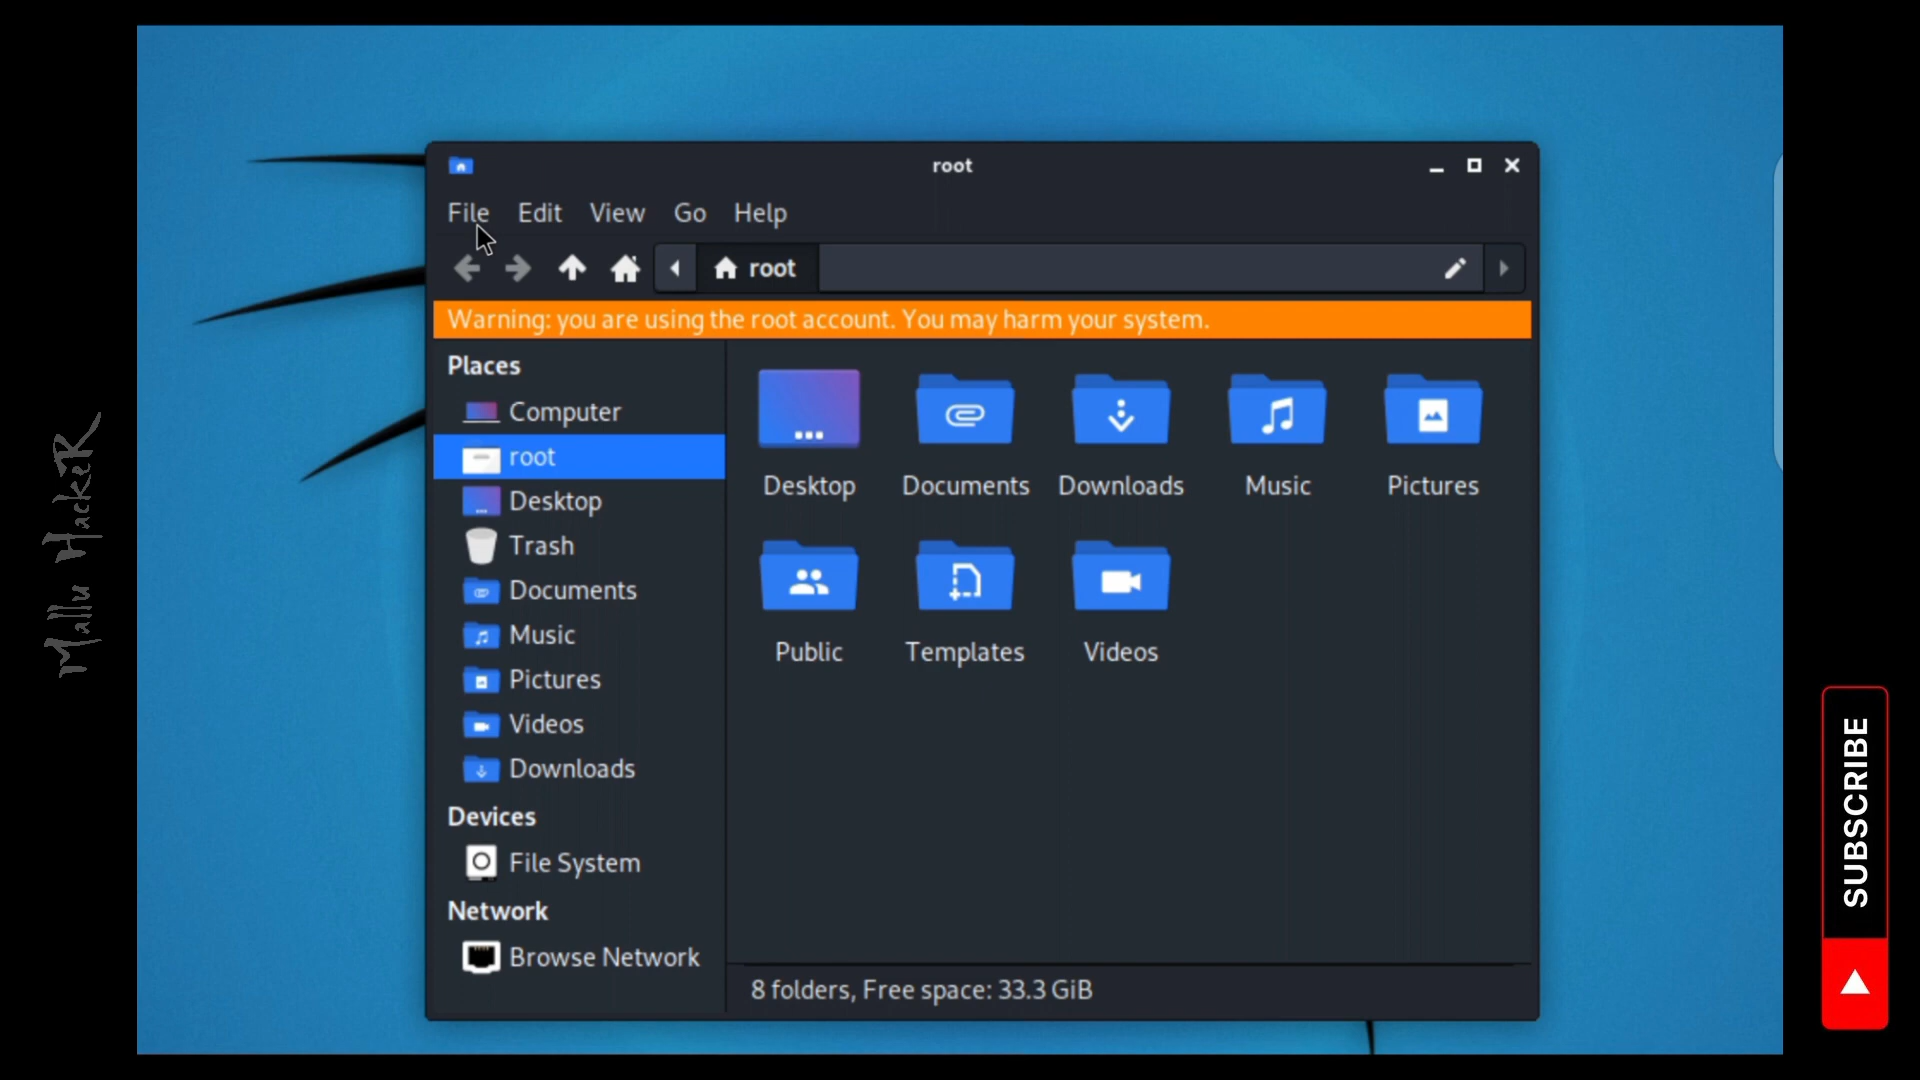 root
File Edit View Go Help
root
Warning: you are using the root account. You may harm your system.
Places
Computer
root
Desktop
Trash
Documents
Music
Pictures
Videos
Downloads
Devices
File System
Network
Browse Network
Desktop Documents Downloads Music Pictures
Public Templates Videos
8 folders, Free space: 33.3 GiB
Mallu HackeR
SUBSCRIBE